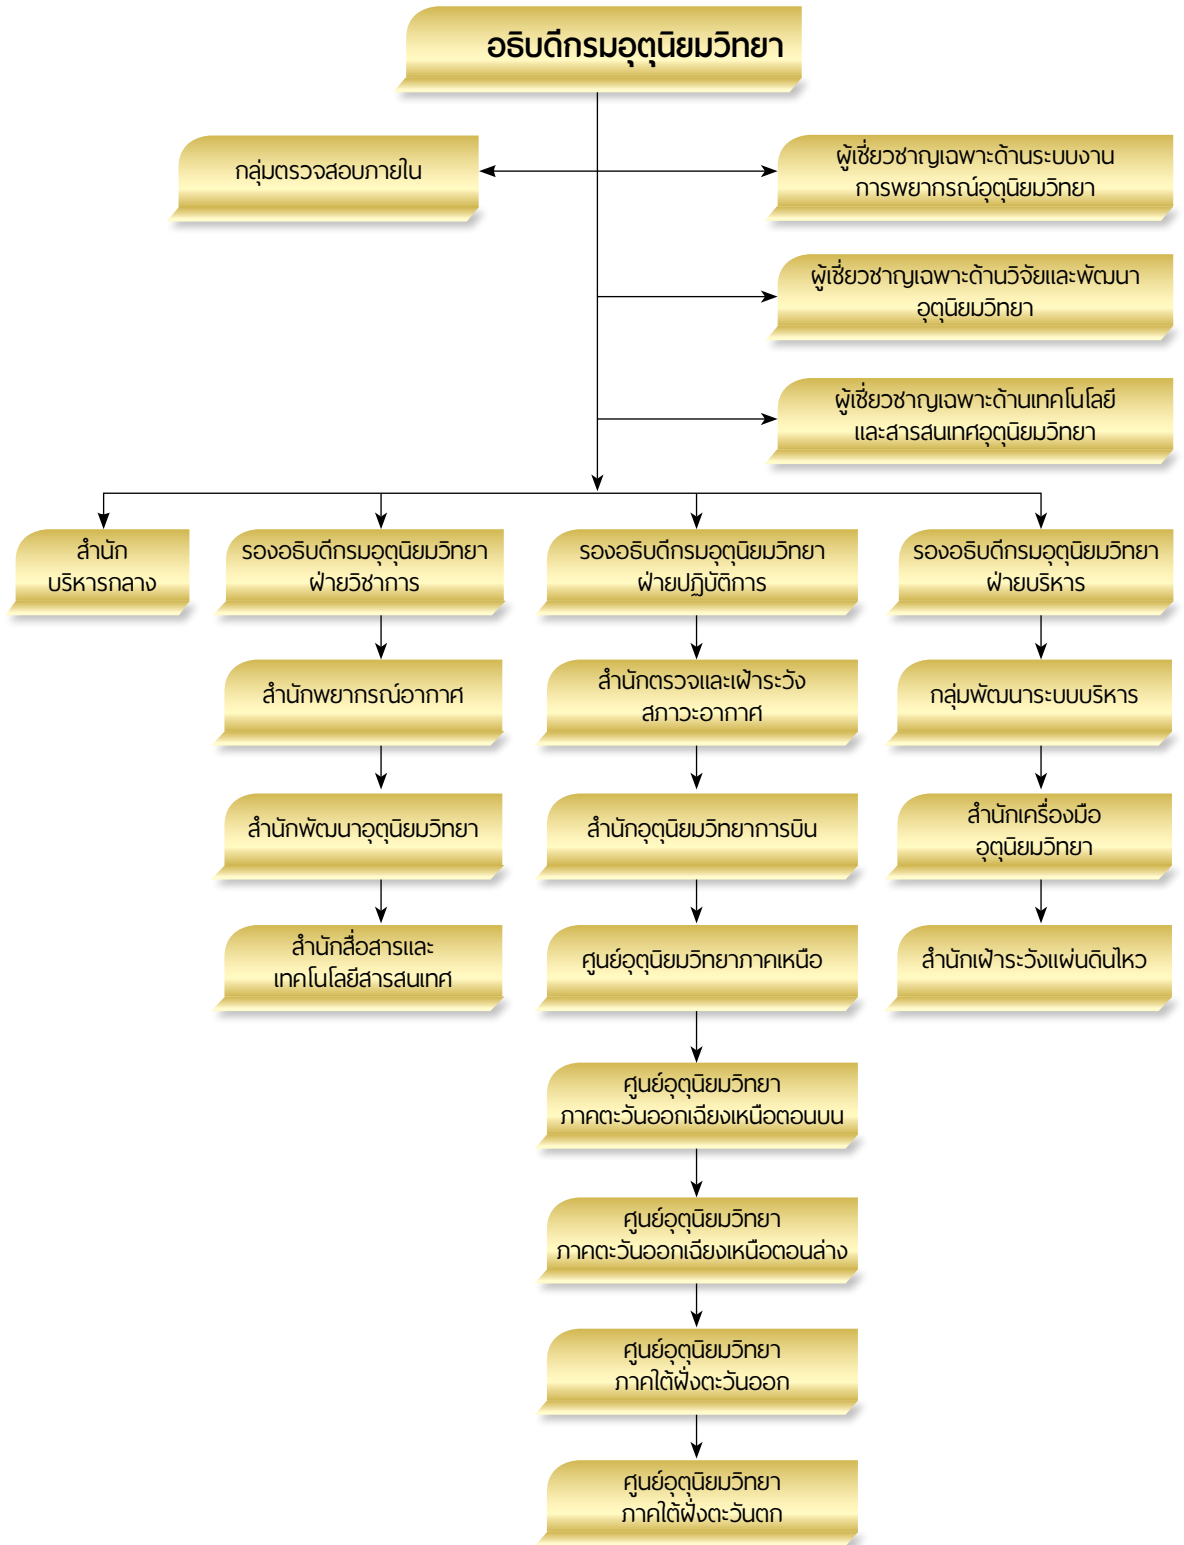 อธิบดีกรมอุตุนิยมวิทยา
กลุ่มตรวจสอบภายใน
ผู้เชี่ยวชาญเฉพาะด้านระบบงาน
การพยากรณ์อุตุนิยมวิทยา
ผู้เชี่ยวชาญเฉพาะด้านวิจัยและพัฒนา
อุตุนิยมวิทยา
ผู้เชี่ยวชาญเฉพาะด้านเทคโนโลยี
และสารสนเทศอุตุนิยมวิทยา
สำนัก
บริหารกลาง
รองอธิบดีกรมอุตุนิยมวิทยา
ฝ่ายวิชาการ
รองอธิบดีกรมอุตุนิยมวิทยา
ฝ่ายปฏิบัติการ
รองอธิบดีกรมอุตุนิยมวิทยา
ฝ่ายบริหาร
สำนักพยากรณ์อากาศ
สำนักตรวจและเฝ้าระวัง
สภาวะอากาศ
กลุ่มพัฒนาระบบบริหาร
สำนักพัฒนาอุตุนิยมวิทยา
สำนักอุตุนิยมวิทยาการบิน
สำนักเครื่องมือ
อุตุนิยมวิทยา
สำนักสื่อสารและ
เทคโนโลยีสารสนเทศ
ศูนย์อุตุนิยมวิทยาภาคเหนือ
สำนักเฝ้าระวังแผ่นดินไหว
ศูนย์อุตุนิยมวิทยา
ภาคตะวันออกเฉียงเหนือตอนบน
ศูนย์อุตุนิยมวิทยา
ภาคตะวันออกเฉียงเหนือตอนล่าง
ศูนย์อุตุนิยมวิทยา
ภาคใต้ฝั่งตะวันออก
ศูนย์อุตุนิยมวิทยา
ภาคใต้ฝั่งตะวันตก